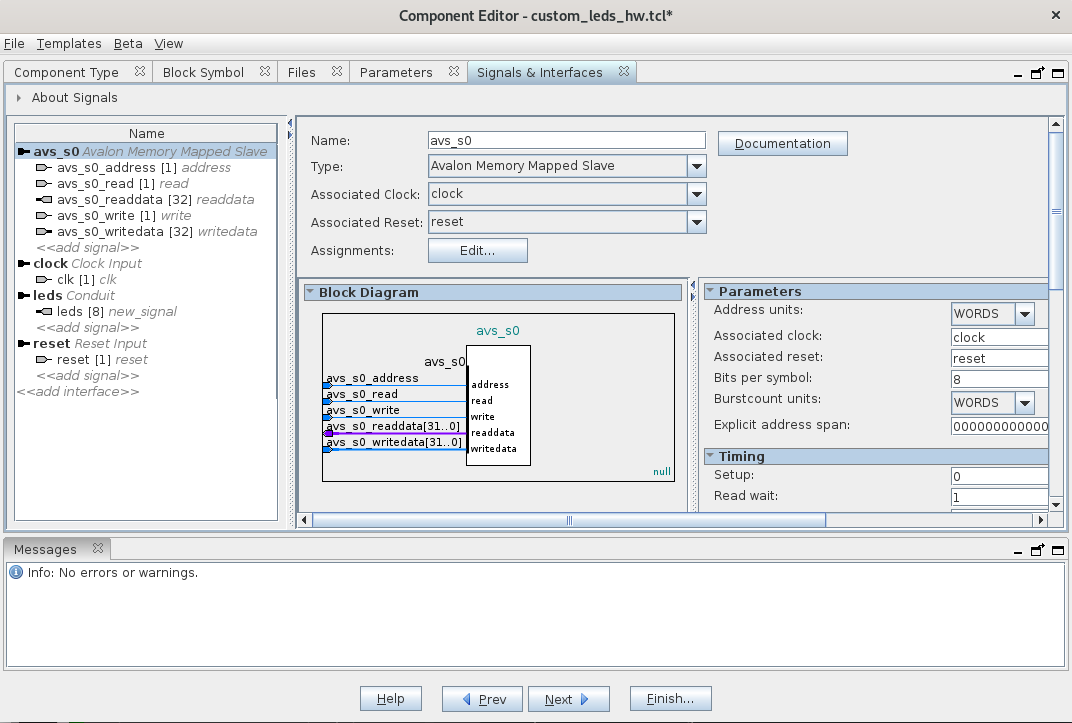 Component Editor - custom_leds_hw.tcl*
File Templates Beta View
Component Type Block Symbol Files Parameters Signals & Interfaces
About Signals
Name
avs_s0 Avalon Memory Mapped Slave
avs_s0_address [1] address
avs_s0_read [1] read
avs_s0_readdata [32] readdata
avs_s0_write [1] write
avs_s0_writedata [32] writedata
<<add signal>>
clock Clock Input
clk [1] clk
leds Conduit
leds [8] new_signal
<<add signal>>
reset Reset Input
reset [1] reset
<<add signal>>
<<add interface>>
Name: avs_s0 Documentation
Type: Avalon Memory Mapped Slave
Associated Clock: clock
Associated Reset: reset
Assignments: Edit...
Block Diagram
avs_s0
avs_s0
avs_s0_address address
avs_s0_read read
avs_s0_write write
avs_s0_readdata[31..0] readdata
avs_s0_writedata[31..0] writedata
null
Parameters
Address units: WORDS
Associated clock: clock
Associated reset: reset
Bits per symbol: 8
Burstcount units: WORDS
Explicit address span: 000000000000
Timing
Setup: 0
Read wait: 1
Messages
Info: No errors or warnings.
Help Prev Next Finish...